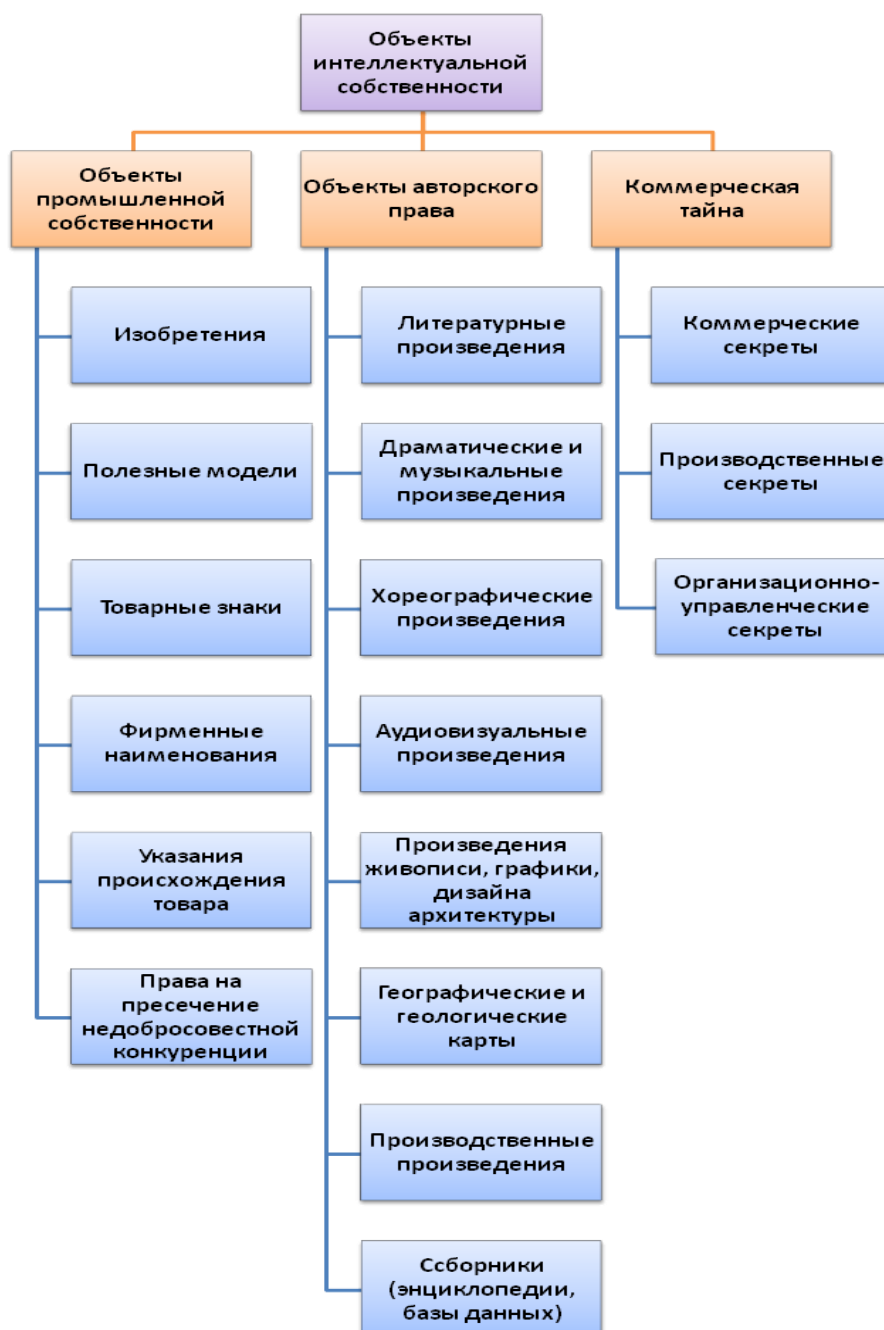 Объекты
интеллектуальной
собственности
Объекты
промышленной
собственности
Объекты авторского
права
Коммерческая
тайна
Изобретения
Полезные модели
Товарные знаки
Фирменные
наименования
Указания
происхождения
товара
Права на
пресечение
недобросовестной
конкуренции
Литературные
произведения
Драматические и
музыкальные
произведения
Хореографические
произведения
Аудиовизуальные
произведения
Произведения
живописи, графики,
дизайна
архитектуры
Географические и
геологические
карты
Производственные
произведения
Ссборники
(энциклопедии,
базы данных)
Коммерческие
секреты
Производственные
секреты
Организационно-
управленческие
секреты